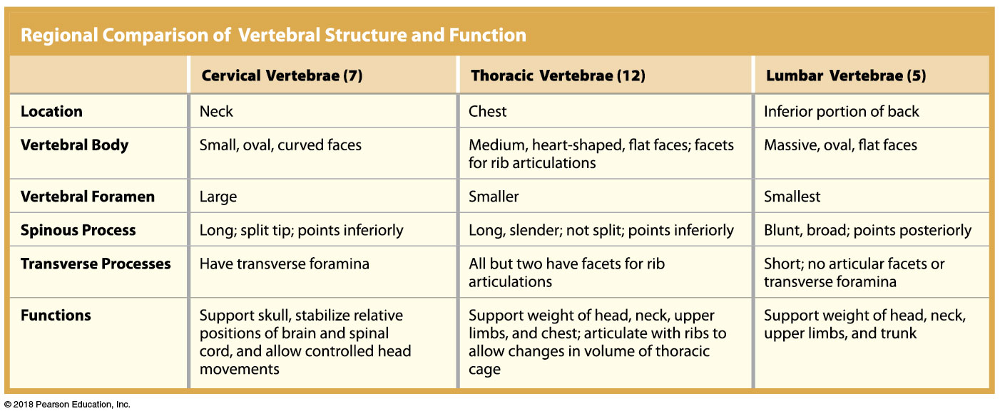 Regional Comparison of Vertebral Structure and Function
Cervical Vertebrae (7) Thoracic Vertebrae (12) Lumbar Vertebrae (5)
Location Neck Chest Inferior portion of back
Vertebral Body Small, oval, curved faces Medium, heart-shaped, flat faces; facets Massive, oval, flat faces
for rib articulations
Vertebral Foramen Large Smaller Smallest
Spinous Process Long; split tip; points inferiorly Long, slender; not split; points inferiorly Blunt, broad; points posteriorly
Transverse Processes Have transverse foramina All but two have facets for rib Short; no articular facets or
articulations transverse foramina
Functions Support skull, stabilize relative Support weight of head, neck, upper Support weight of head, neck,
positions of brain and spinal limbs, and chest; articulate with ribs to upper limbs, and trunk
cord, and allow controlled head allow changes in volume of thoracic
movements cage
© 2018 Pearson Education, Inc.